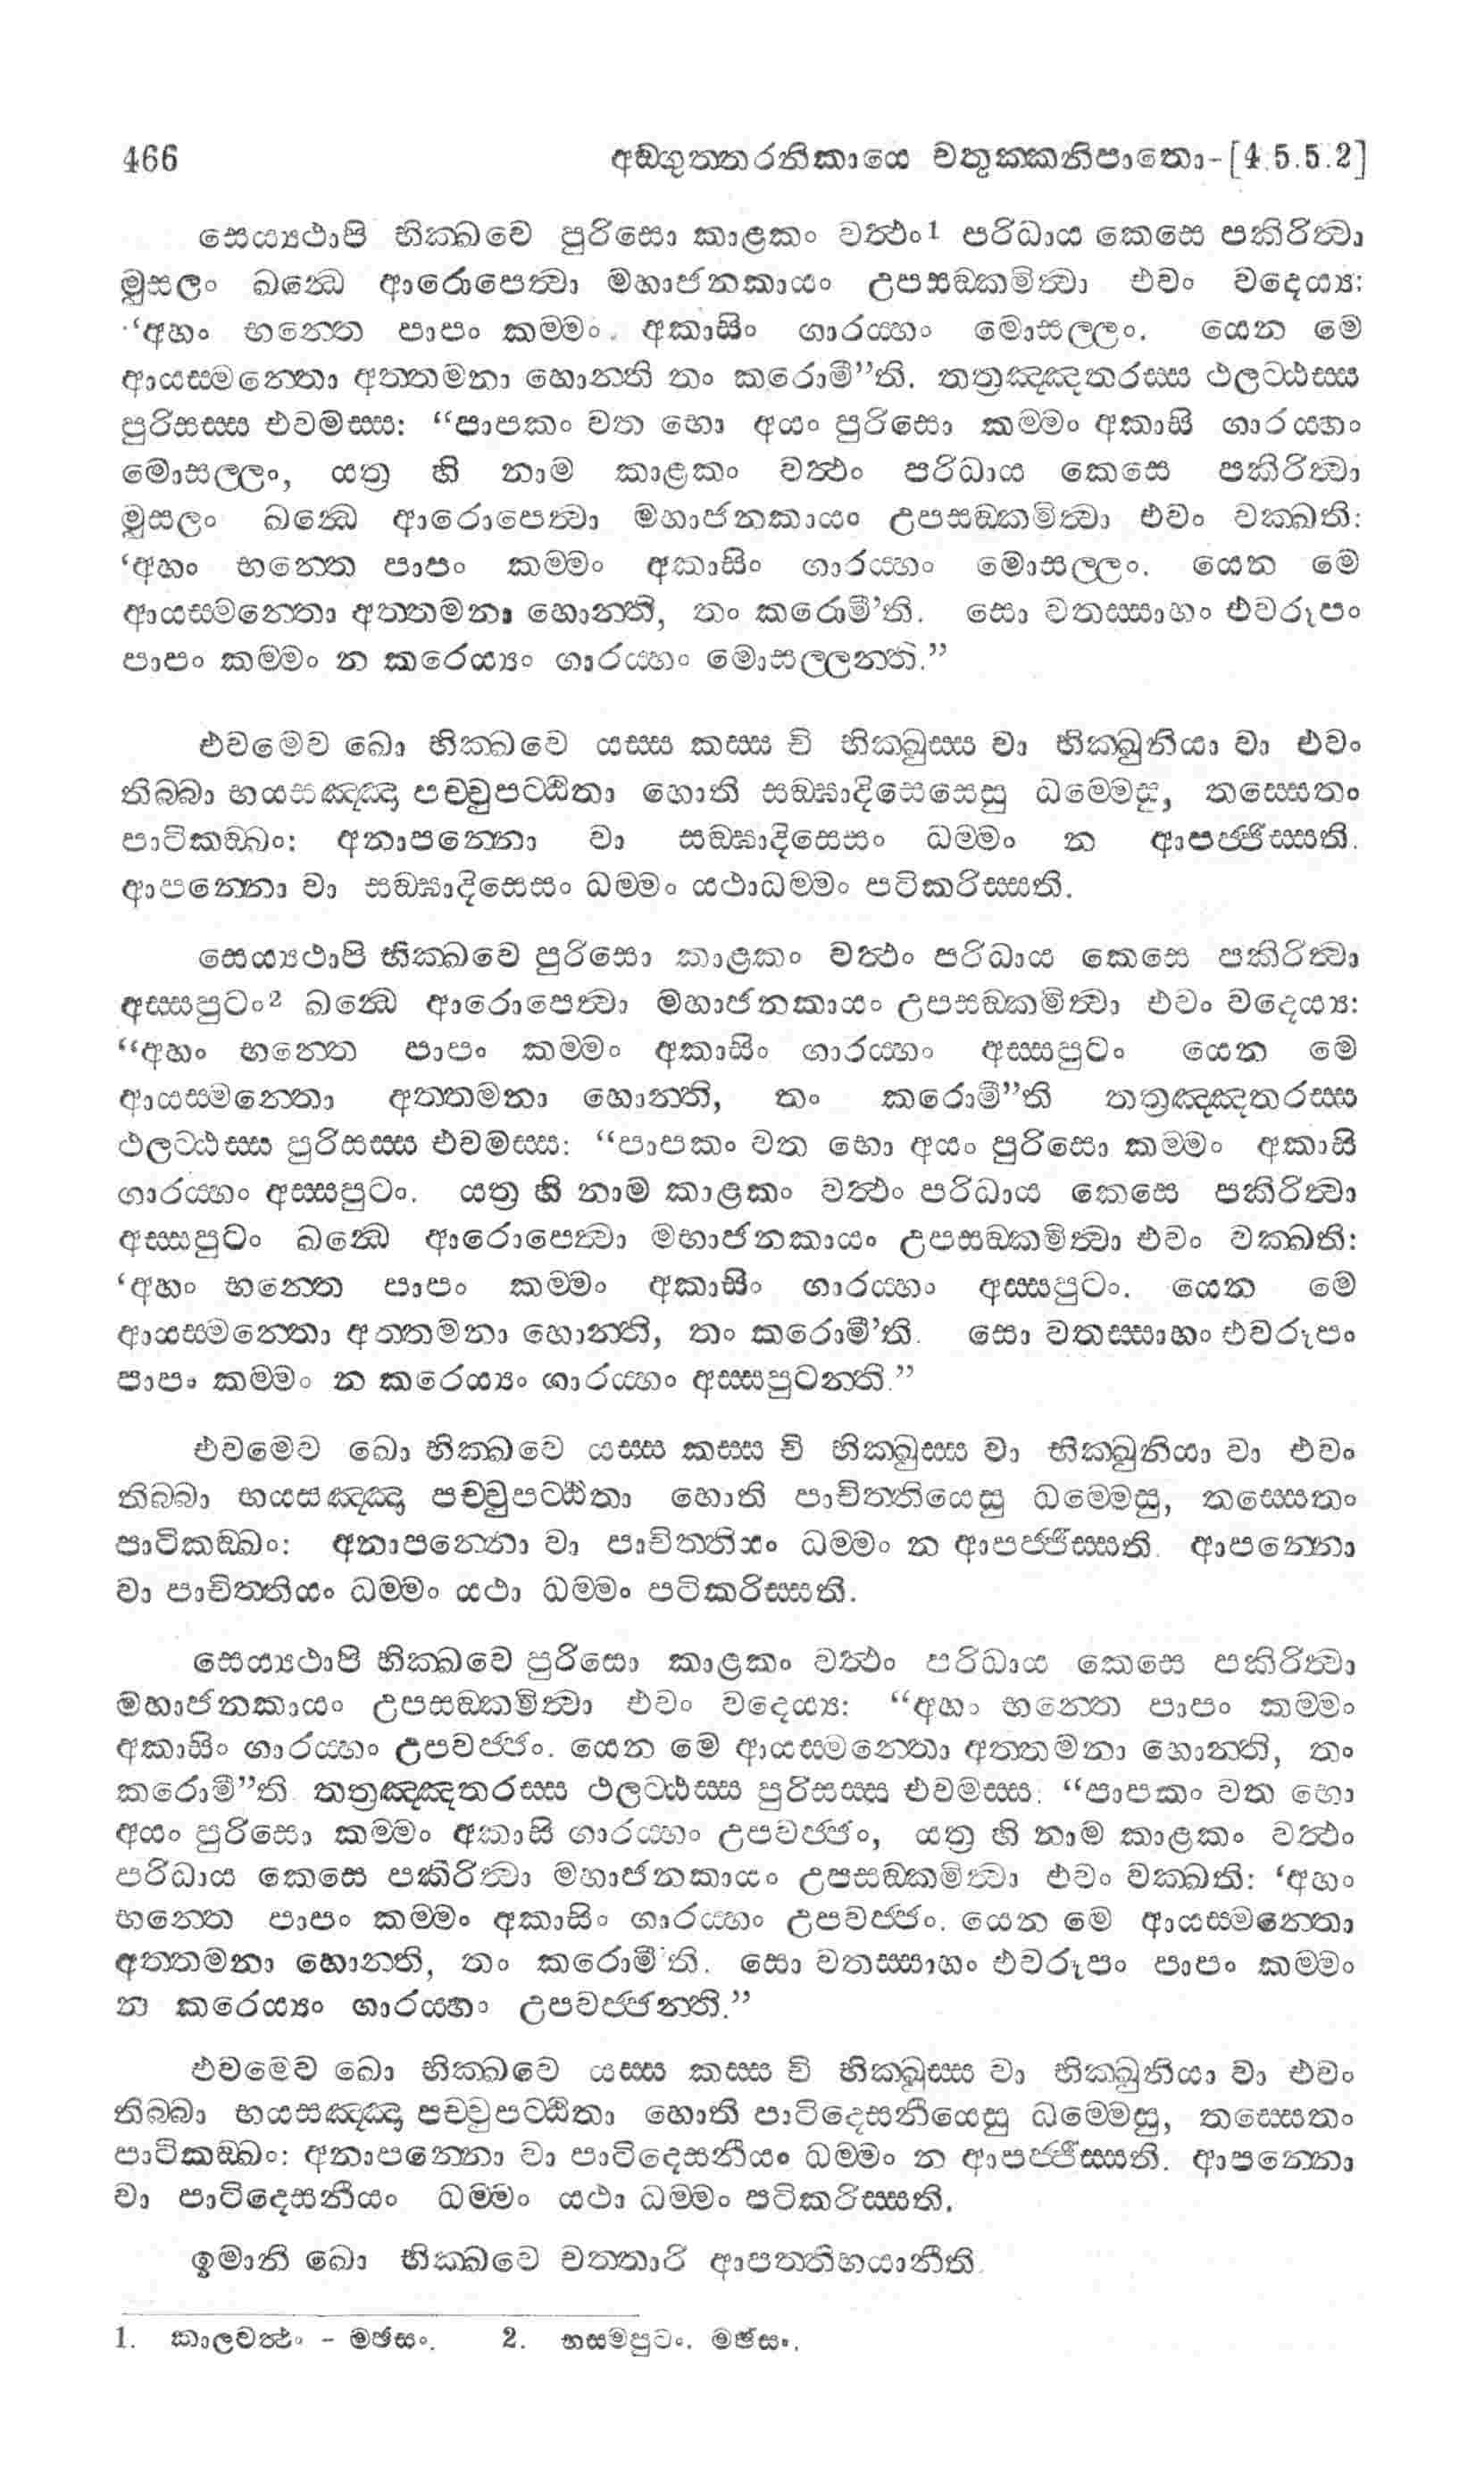 466 අඞගුත්තරනිකායෙ චතුක්කනිපාතො-[4.5.5.2]
සෙය්‍යථාපි භික්ඛවෙ පුරිසො කාළකං වත්‍ථං1 පරිධාය කෙසෙ පකිරිත්‍වා
මුසලං ඛන්‍ධෙ ආරොපෙත්‍වා මහාජනකායං උපසඞ්කමිත්‍වා එවං වදෙය්‍ය:
“අහං භන්තෙ පාපං කම්මං. අකාසිං ගාරය්හං මොසල්ලං. යෙන මෙ
ආයස්මන්තො අත්තමනා හොන්ති තං කරොමී”ති. තත්‍රඤ්ඤතරස්ස ථලට්ඨස්ස
පුරිසස්ස එවමස්ස: “පාපකං වත භො අයං පුරිසො කම්මං අකාසි ගාරය්හං
මොසල්ලං, යත්‍ර හි නාම කාළකං වත්‍ථං පරිධාය කෙසෙ පකිරිත්‍වා
මුසලං ඛන්‍ධෙ ආරොපෙත්‍වා මහාජනකායං උපසඞ්කමිත්‍වා එවං වක්ඛති:
‘අහං භන්තෙ පාපං කම්මං අකාසිං ගාරය්හං මොසල්ලං. යෙන මෙ
ආයස්මන්තො අත්තමනා හොන්ති, තං කරොමී’ති. සො වතස්සාහං එවරූපං
පාපං කම්මං න කරෙය්‍යං ගාරය්හං මොසල්ලන්ති.”
එවමෙව ඛො භික්ඛවෙ යස්ස කස්ස චි භික්ඛුස්ස වා භික්ඛුනියා වා එවං
තිබ්බා භයසඤ්ඤා පච්චුපට්ඨිතා හොති සඞ්ඝාදිසෙසෙසු ධම්මෙසු, තස්සෙතං
පාටිකඞ්ඛං: අනාපන්නො වා සඞ්ඝාදිසෙසං ධම්මං න ආපජ්ජිස්සති.
ආපන්නො වා සඞ්ඝාදිසෙසං ධම්මං යථාධම්මං පටිකරිස්සති.
සෙය්‍යථාපි භික්ඛවෙ පුරිසො කාළකං වත්‍ථං පරිධාය කෙසෙ පකිරිත්‍වා
අස්සපුටං2 ඛන්‍ධෙ ආරොපෙත්‍වා මහාජනකායං උපසඞ්කමිත්‍වා එවං වදෙය්‍ය:
“අහං භන්තෙ පාපං කම්මං අකාසිං ගාරය්හං අස්සපුටං යෙන මෙ
ආයස්මන්තො අත්තමනා හොන්ති, තං කරොමී”ති තත්‍රඤ්ඤතරස්ස
ථලට්ඨස්ස පුරිසස්ස එවමස්ස: “පාපකං වත භො අයං පුරිසො කම්මං අකාසි
ගාරය්හං අස්සපුටං. යත්‍ර හි නාම කාළකං වත්‍ථං පරිධාය කෙසෙ පකිරිත්‍වා
අස්සපුටං ඛන්‍ධෙ ආරොපෙත්‍වා මහාජනකායං උපසඞ්කමිත්‍වා එවං වක්ඛති:
‘අහං භන්තෙ පාපං කම්මං අකාසිං ගාරය්හං අස්සපුටං. යෙන මෙ
ආයස්මන්තො අත්තමනා හොන්ති, තං කරොමී’ති. සො වතස්සාහං එවරූපං
පාපං කම්මං න කරෙය්‍යං ගාරය්හං අස්සපුටන්ති.”
එවමෙව ඛො භික්ඛවෙ යස්ස කස්ස චි භික්ඛුස්ස වා භික්ඛුනියා වා එවං
තිබ්බා භයසඤ්ඤා පච්චුපට්ඨිතා හොති පාචිත්තියෙසු ධම්මෙසු, තස්සෙතං
පාටිකඞ්ඛං: අනාපන්නො වා පාචිත්තියං ධම්මං න ආපජ්ජිස්සති. ආපන්නො
වා පාචිත්තියං ධම්මං යථා ධම්මං පටිකරිස්සති.
සෙය්‍යථාපි භික්ඛවෙ පුරිසො කාළකං වත්‍ථං පරිධාය කෙසෙ පකිරිත්‍වා
මහාජනකායං උපසඞ්කමිත්‍වා එවං වදෙය්‍ය: “අහං භන්තෙ පාපං කම්මං
අකාසිං ගාරය්හං උපවජ්ජං. යෙන මෙ ආයස්මන්තො අත්තමනා හොන්ති, තං
කරොමී”ති. තත්‍රඤ්ඤතරස්ස ථලට්ඨස්ස පුරිසස්ස එවමස්ස: “පාපකං වත භො
අයං පුරිසො කම්මං අකාසි ගාරය්හං උපවජ්ජං, යත්‍ර හි නාම කාළකං වත්‍ථං
පරිධාය කෙසෙ පකිරිත්‍වා මහාජනකායං උපසඞ්කමිත්‍වා එවං වක්ඛති: ‘අහං
භන්තෙ පාපං කම්මං අකාසිං ගාරය්හං උපවජ්ජං. යෙන මෙ ආයස්මන්තො
අත්තමනා හොන්ති, තං කරොමී’ති. සො වතස්සාහං එවරූපං පාපං කම්මං
න කරෙය්‍යං ගාරය්හං උපවජ්ජන්ති.”
එවමෙව ඛො භික්ඛවෙ යස්ස කස්ස චි භික්ඛුස්ස වා භික්ඛුනියා වා එවං
තිබ්බා භයසඤ්ඤා පච්චුපට්ඨිතා හොති පාටිදෙසනීයෙසු ධම්මෙසු, තස්සෙතං
පාටිකඞ්ඛං: අනාපන්නො වා පාටිදෙසනීයං ධම්මං න ආපජ්ජිස්සති. ආපන්නො
වා පාටිදෙසනීයං ධම්මං යථා ධම්මං පටිකරිස්සති.
ඉමානි ඛො භික්ඛවෙ චත්තාරි ආපත්තිභයානීති.
1. කාලවත්‍ථං - මඡසං. 2. භස්මපුටං. මඡසං.